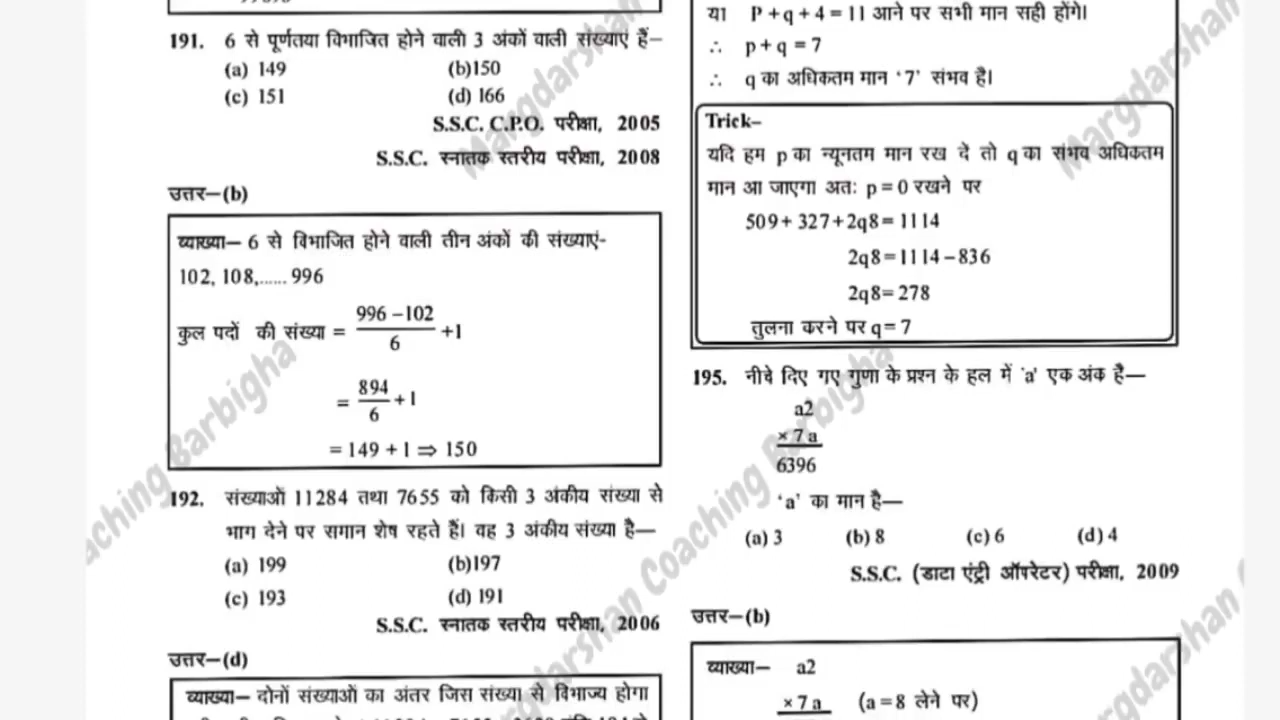 191. 6 से पूर्णतया विभाजित होने वाली 3 अंकों वाली संख्याएं हैं–
(a) 149 (b)150
(c) 151 (d) 166
S.S.C. C.P.O. परीक्षा, 2005
S.S.C. स्नातक स्तरीय परीक्षा, 2008
उत्तर–(b)
व्याख्या– 6 से विभाजित होने वाली तीन अंकों की संख्याएं-
102, 108,...... 996
कुल पदों की संख्या = 996 –102 / 6 +1
= 894 / 6 +1
= 149 + 1 ⇒ 150
192. संख्याओं 11284 तथा 7655 को किसी 3 अंकीय संख्या से
भाग देने पर समान शेष रहते हैं। वह 3 अंकीय संख्या है—
(a) 199 (b)197
(c) 193 (d) 191
S.S.C. स्नातक स्तरीय परीक्षा, 2006
उत्तर–(d)
व्याख्या– दोनों संख्याओं का अंतर जिस संख्या से विभाज्य होगा
या P+q+4=11 आने पर सभी मान सही होंगे।
∴ p+q =7
∴ q का अधिकतम मान ‘7’ संभव है।
Trick–
यदि हम p का न्यूनतम मान रख दें तो q का संभव अधिकतम
मान आ जाएगा अतः p=0 रखने पर
509+ 327+2q8= 1114
2q8=1114–836
2q8=278
तुलना करने पर q= 7
195. नीचे दिए गए गुणा के प्रश्न के हल में 'a' एक अंक है—
a2
× 7 a
6396
‘a’ का मान है—
(a) 3 (b) 8 (c) 6 (d) 4
S.S.C. (डाटा एंट्री ऑपरेटर) परीक्षा, 2009
उत्तर–(b)
व्याख्या– a2
× 7 a (a=8 लेने पर)
Margdarshan Coaching Barbigha